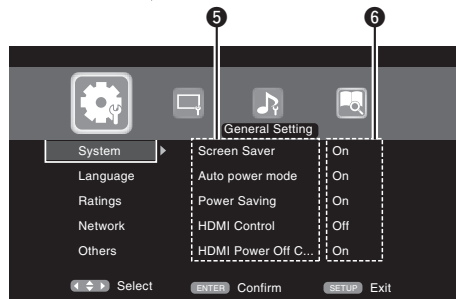 5 6
General Setting
System Screen Saver On
Language Auto power mode On
Ratings Power Saving On
Network HDMI Control Off
Others HDMI Power Off C... On
Select ENTER Confirm SETUP Exit